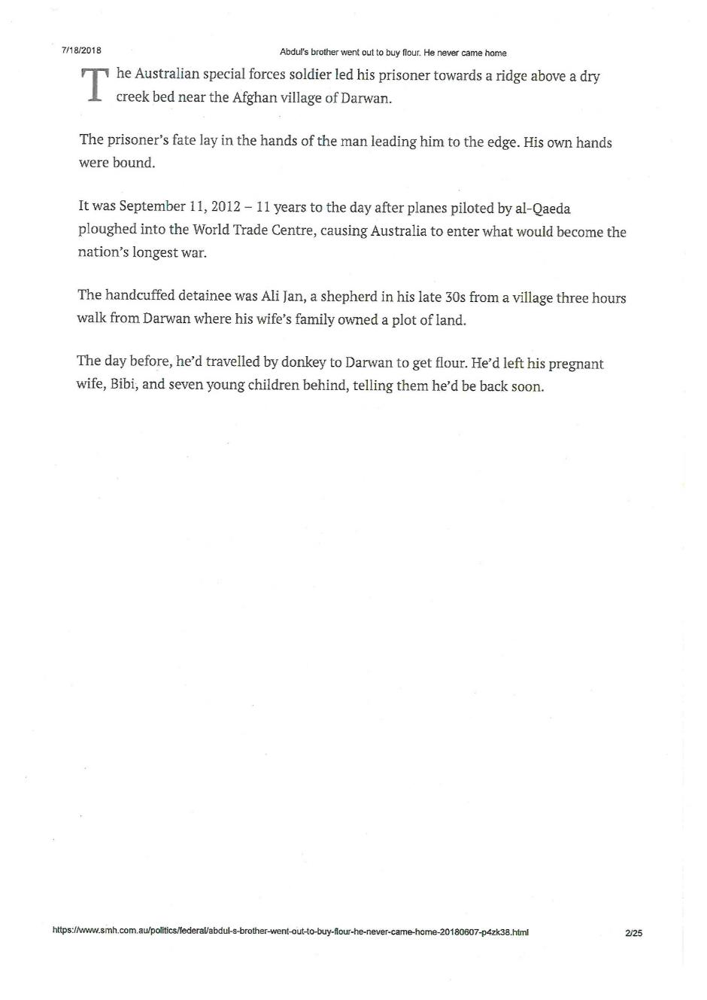 7/18/2018 Abdul's brother went out to buy flour. He never came home
The Australian special forces soldier led his prisoner towards a ridge above a dry
creek bed near the Afghan village of Darwan.
The prisoner's fate lay in the hands of the man leading him to the edge. His own hands
were bound.
It was September 11, 2012 – 11 years to the day after planes piloted by al-Qaeda
ploughed into the World Trade Centre, causing Australia to enter what would become the
nation's longest war.
The handcuffed detainee was Ali Jan, a shepherd in his late 30s from a village three hours
walk from Darwan where his wife's family owned a plot of land.
The day before, he'd travelled by donkey to Darwan to get flour. He'd left his pregnant
wife, Bibi, and seven young children behind, telling them he'd be back soon.
https://www.smh.com.au/politics/federal/abdul-s-brother-went-out-to-buy-flour-he-never-came-home-20180607-p4zk38.html 2/25